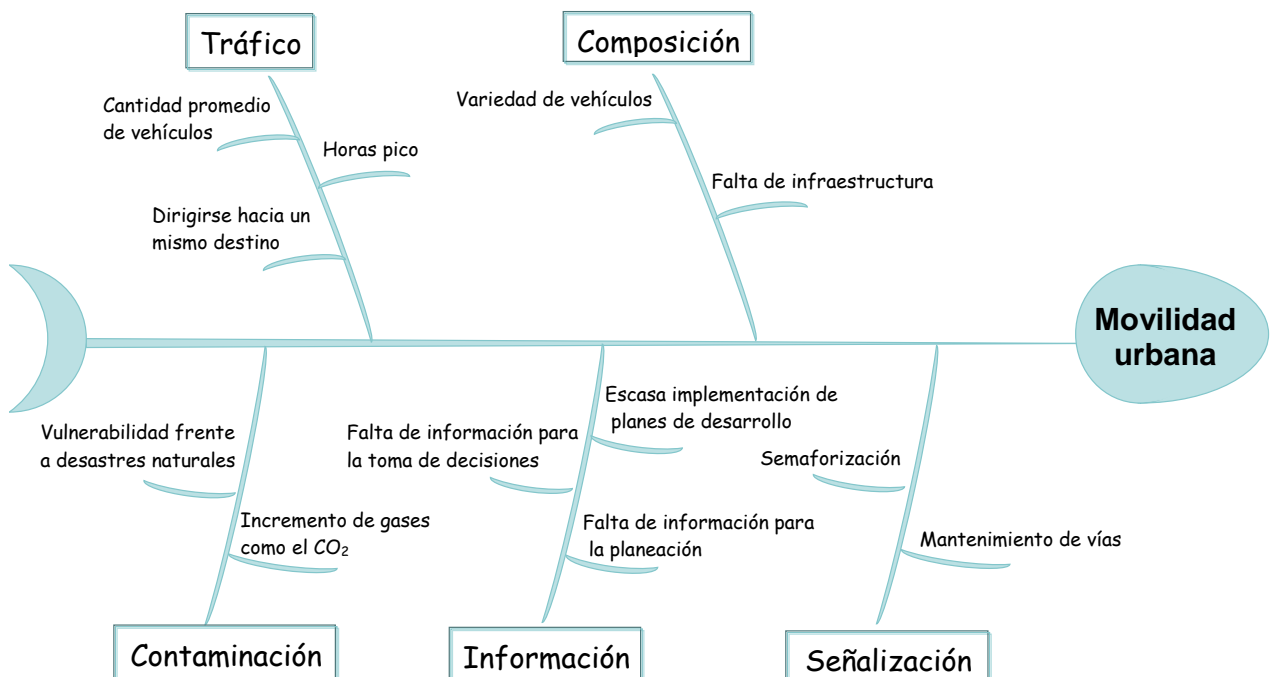 Tráfico
Composición
Cantidad promedio
de vehículos
Variedad de vehículos
Horas pico
Falta de infraestructura
Dirigirse hacia un
mismo destino
Movilidad
urbana
Escasa implementación de
planes de desarrollo
Vulnerabilidad frente
a desastres naturales
Falta de información para
la toma de decisiones
Semaforización
Incremento de gases
como el CO₂
Falta de información para
la planeación
Mantenimiento de vías
Contaminación
Información
Señalización